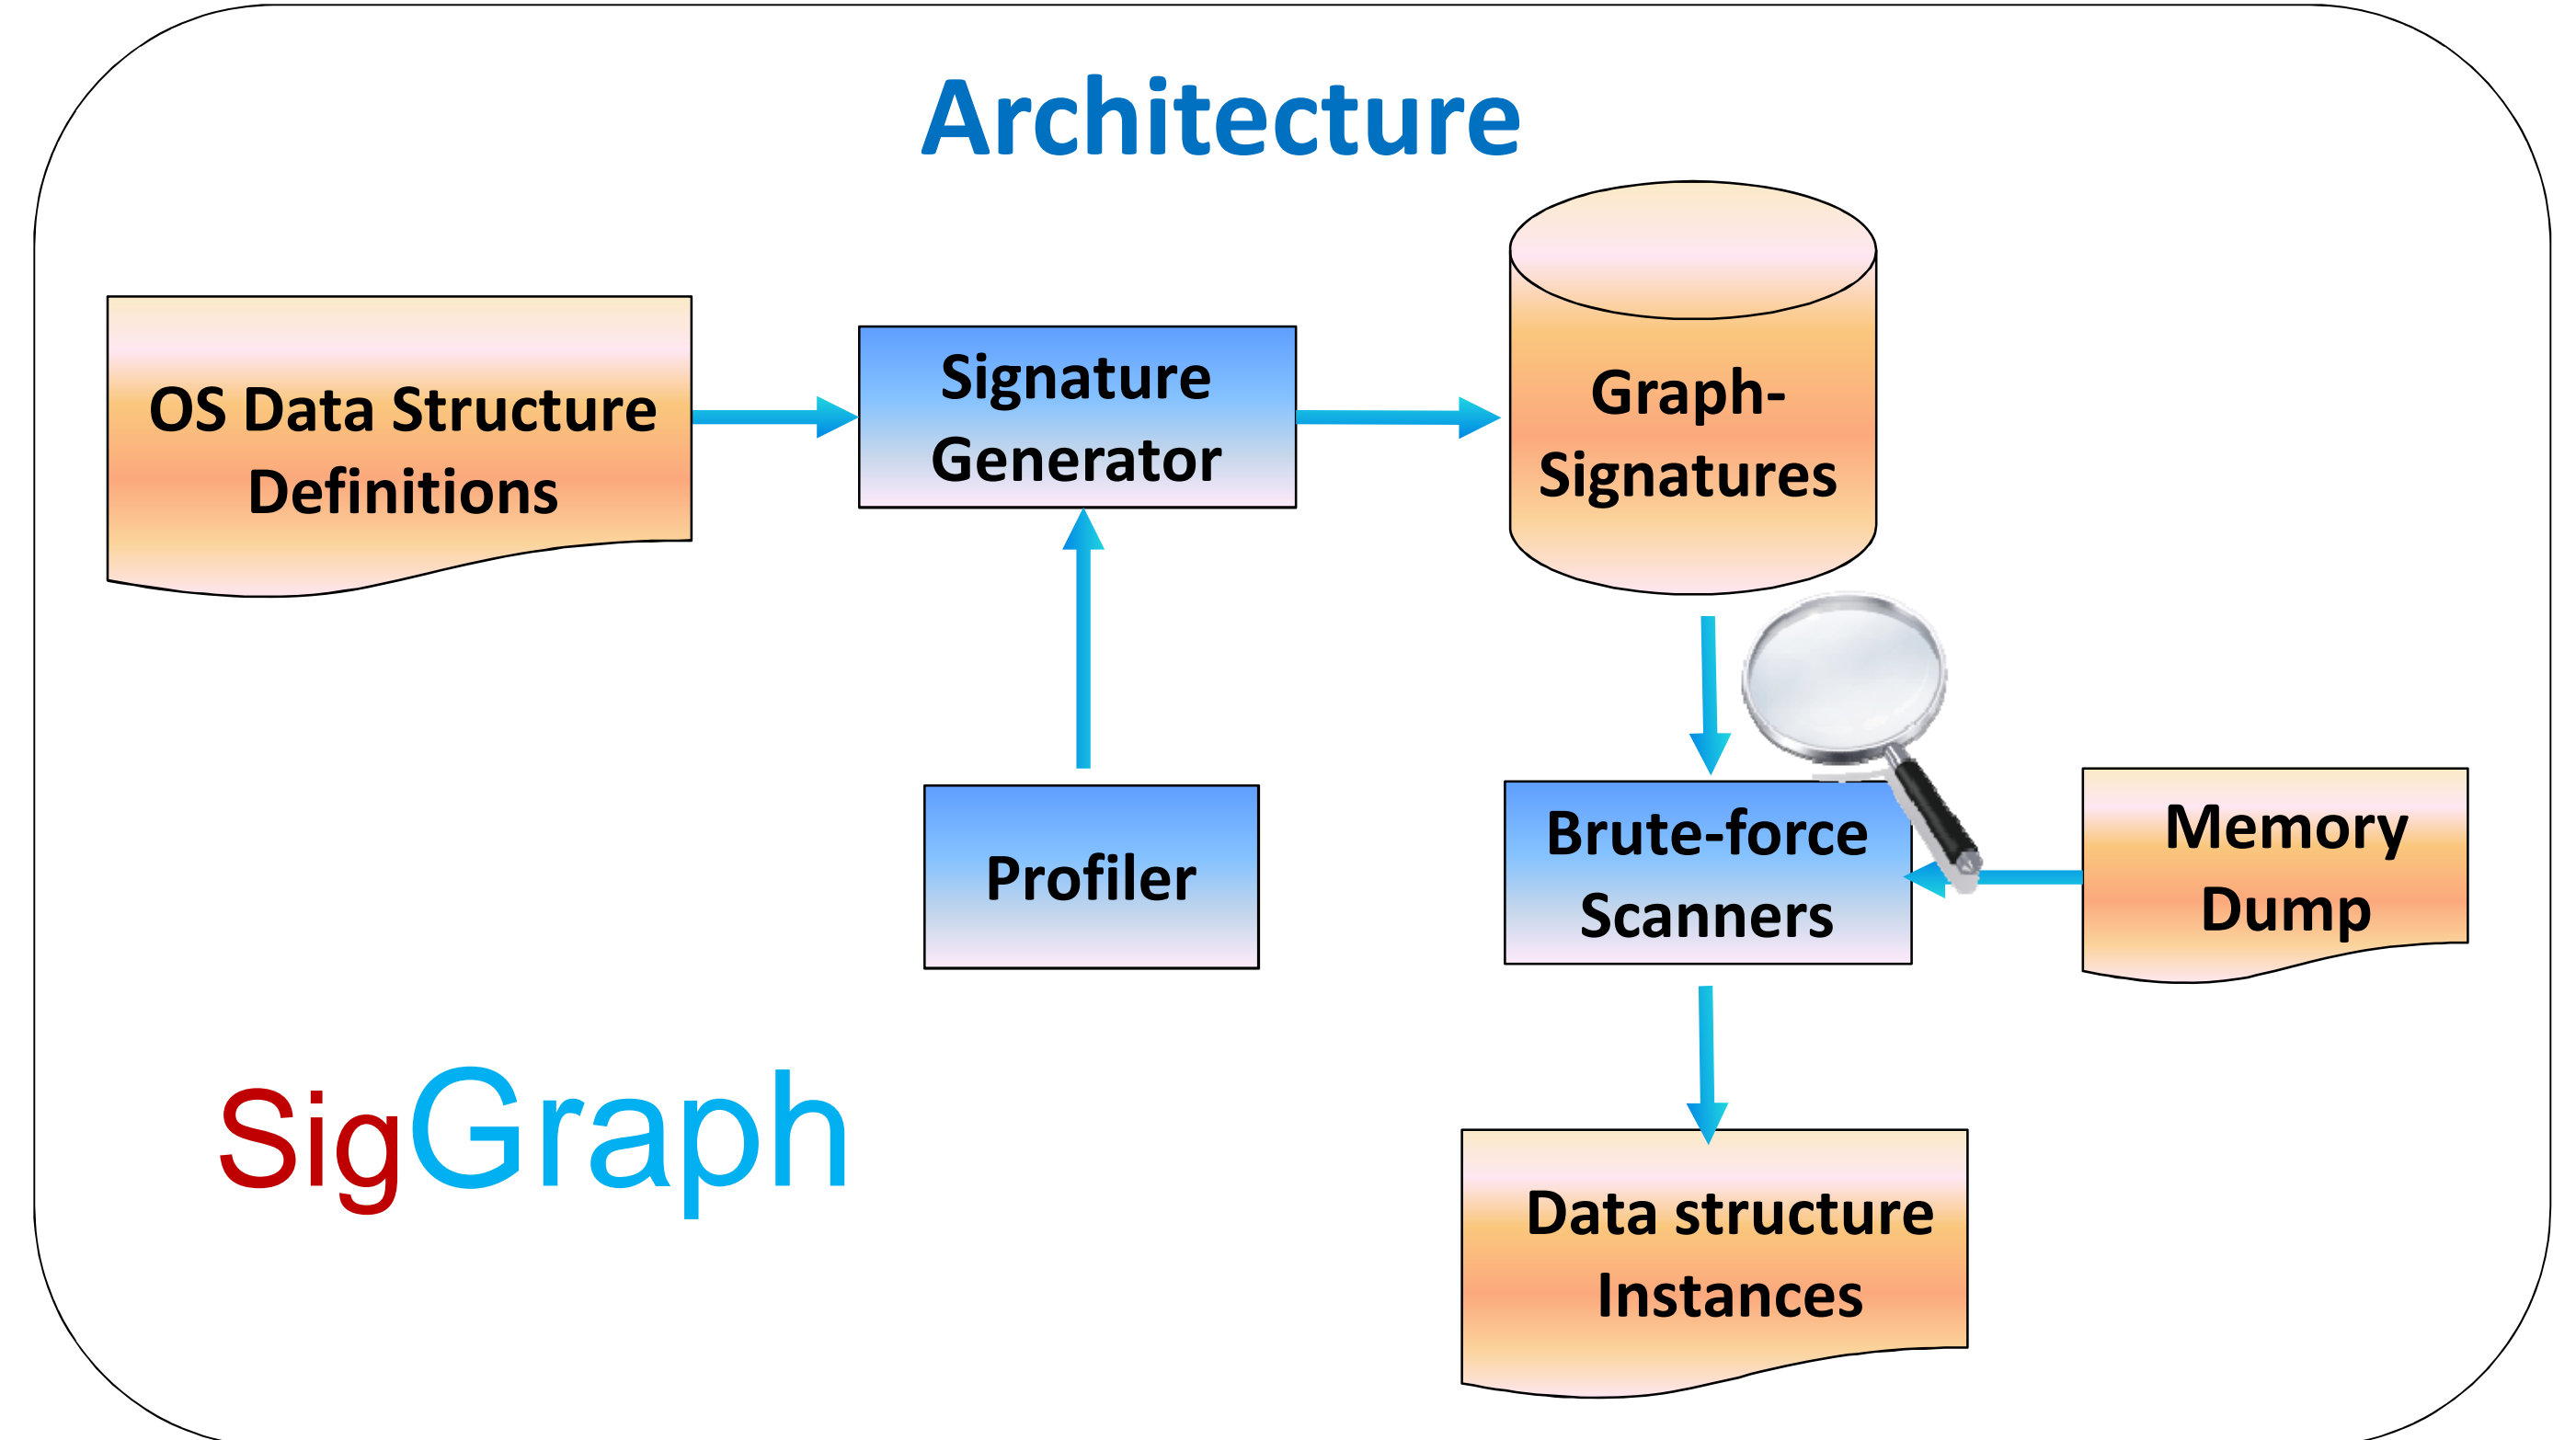 Architecture
OS Data Structure
Definitions
Signature
Generator
Graph-
Signatures
Profiler
Brute-force
Scanners
Memory
Dump
SigGraph
Data structure
Instances